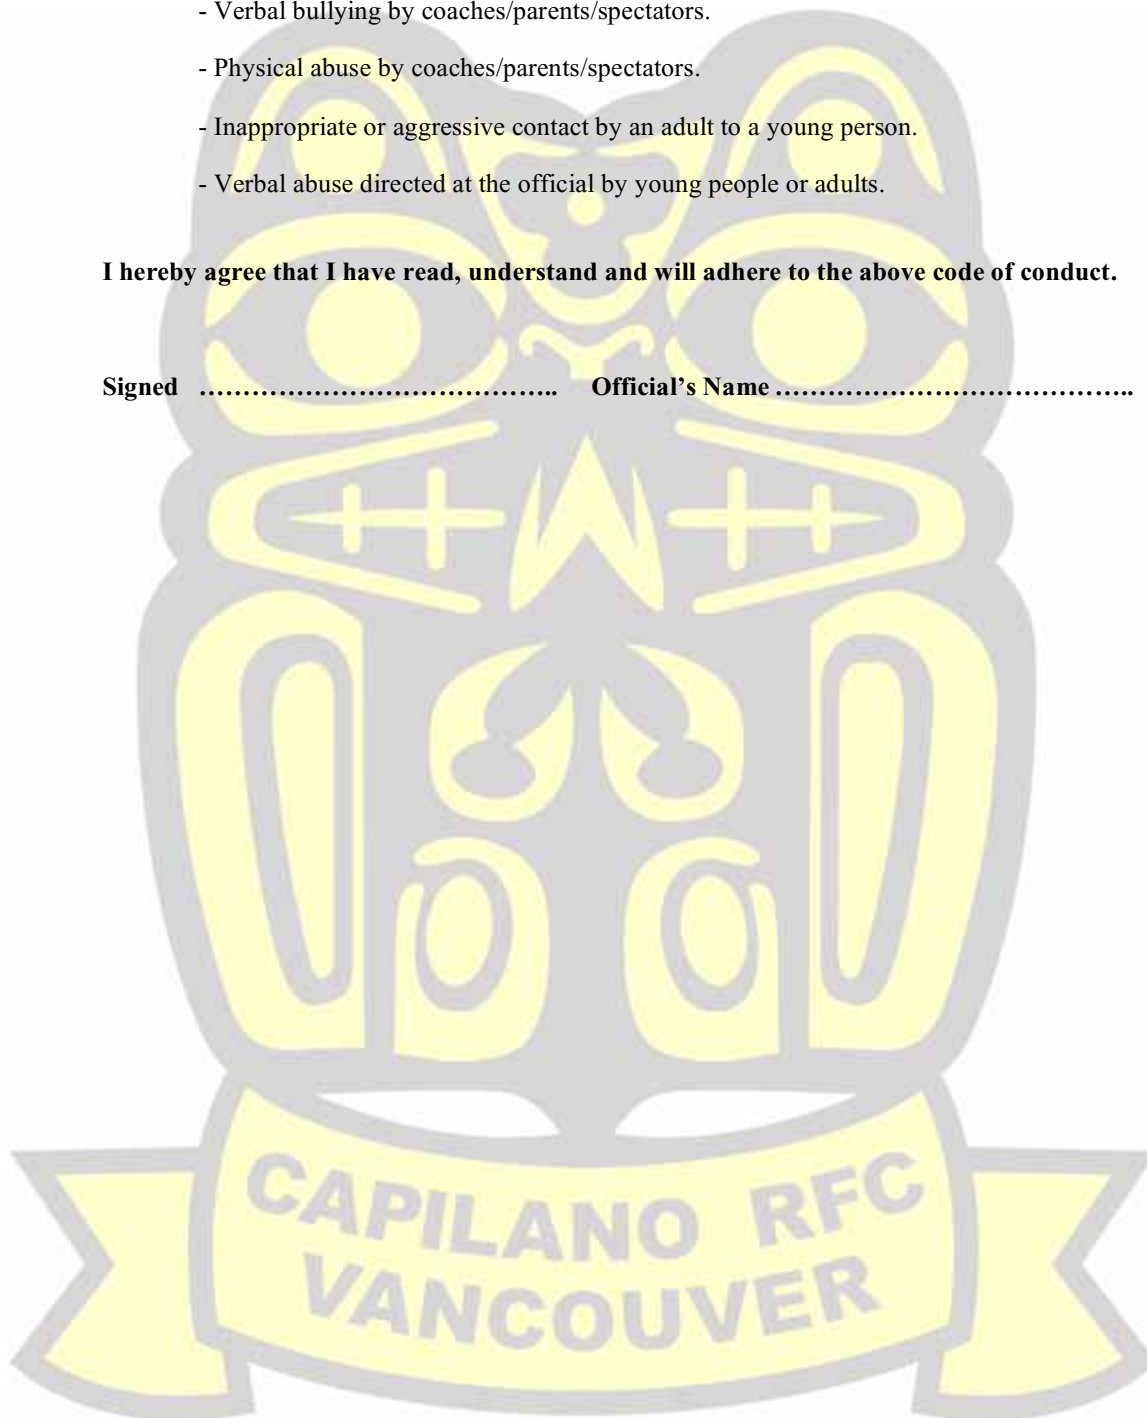 - Verbal bullying by coaches/parents/spectators.
- Physical abuse by coaches/parents/spectators.
- Inappropriate or aggressive contact by an adult to a young person.
- Verbal abuse directed at the official by young people or adults.
I hereby agree that I have read, understand and will adhere to the above code of conduct.
Signed ………………………………….. Official’s Name …………………………………..
CAPILANO RFC
VANCOUVER